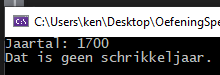 C:\Users\ken\Desktop\OefeningSpe
Jaartal: 1700
Dat is geen schrikkeljaar.